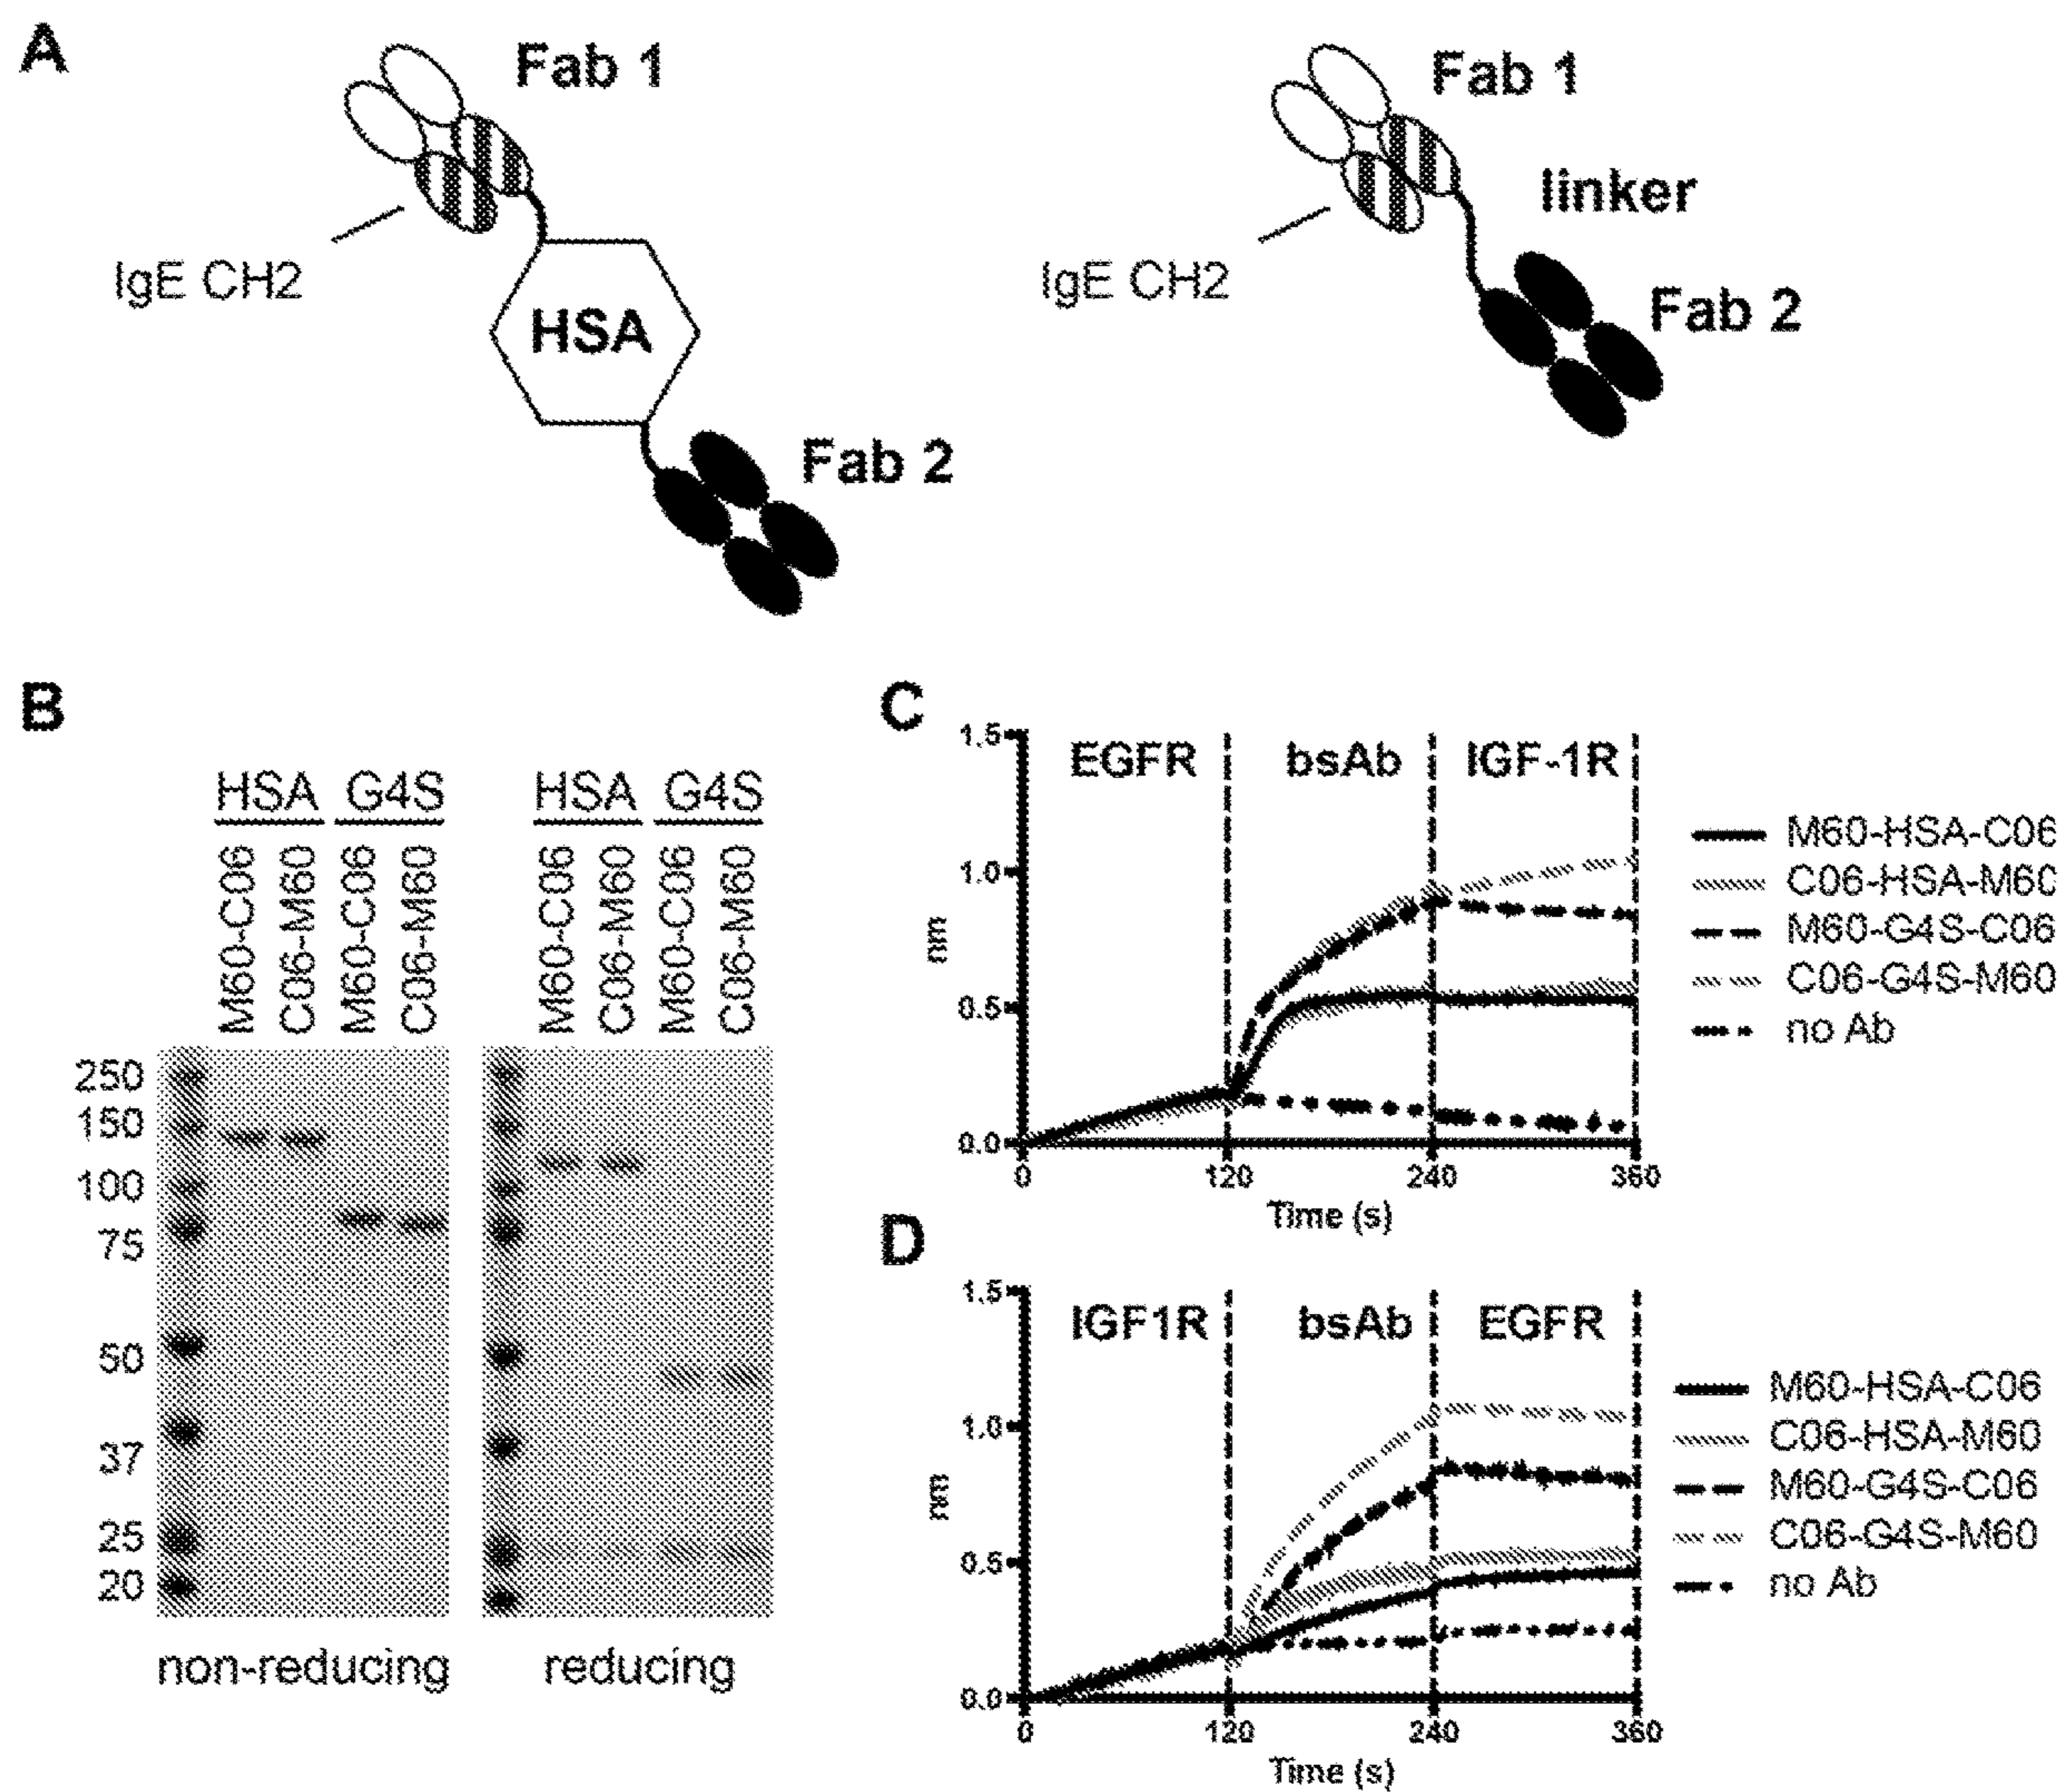 A
Fab 1
IgE CH2
HSA
Fab 2
Fab 1
linker
IgE CH2
Fab 2
B
HSA G4S
M60-C06
C06-M60
M60-C06
C06-M60
HSA G4S
M60-C06
C06-M60
M60-C06
C06-M60
250
150
100
75
50
37
25
20
non-reducing
reducing
C
1.5
1.0
0.5
0.0
nm
EGFR
bsAb
IGF-1R
0
120
240
360
Time (s)
M60-HSA-C06
C06-HSA-M60
M60-G4S-C06
C06-G4S-M60
no Ab
D
1.5
1.0
0.5
0.0
nm
IGF1R
bsAb
EGFR
0
120
240
360
Time (s)
M60-HSA-C06
C06-HSA-M60
M60-G4S-C06
C06-G4S-M60
no Ab